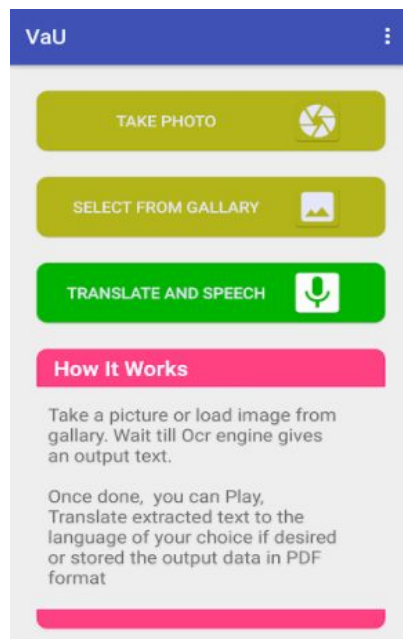 VaU
TAKE PHOTO
SELECT FROM GALLARY
TRANSLATE AND SPEECH
How It Works
Take a picture or load image from
gallary. Wait till Ocr engine gives
an output text.
Once done,  you can Play,
Translate extracted text to the
language of your choice if desired
or stored the output data in PDF
format